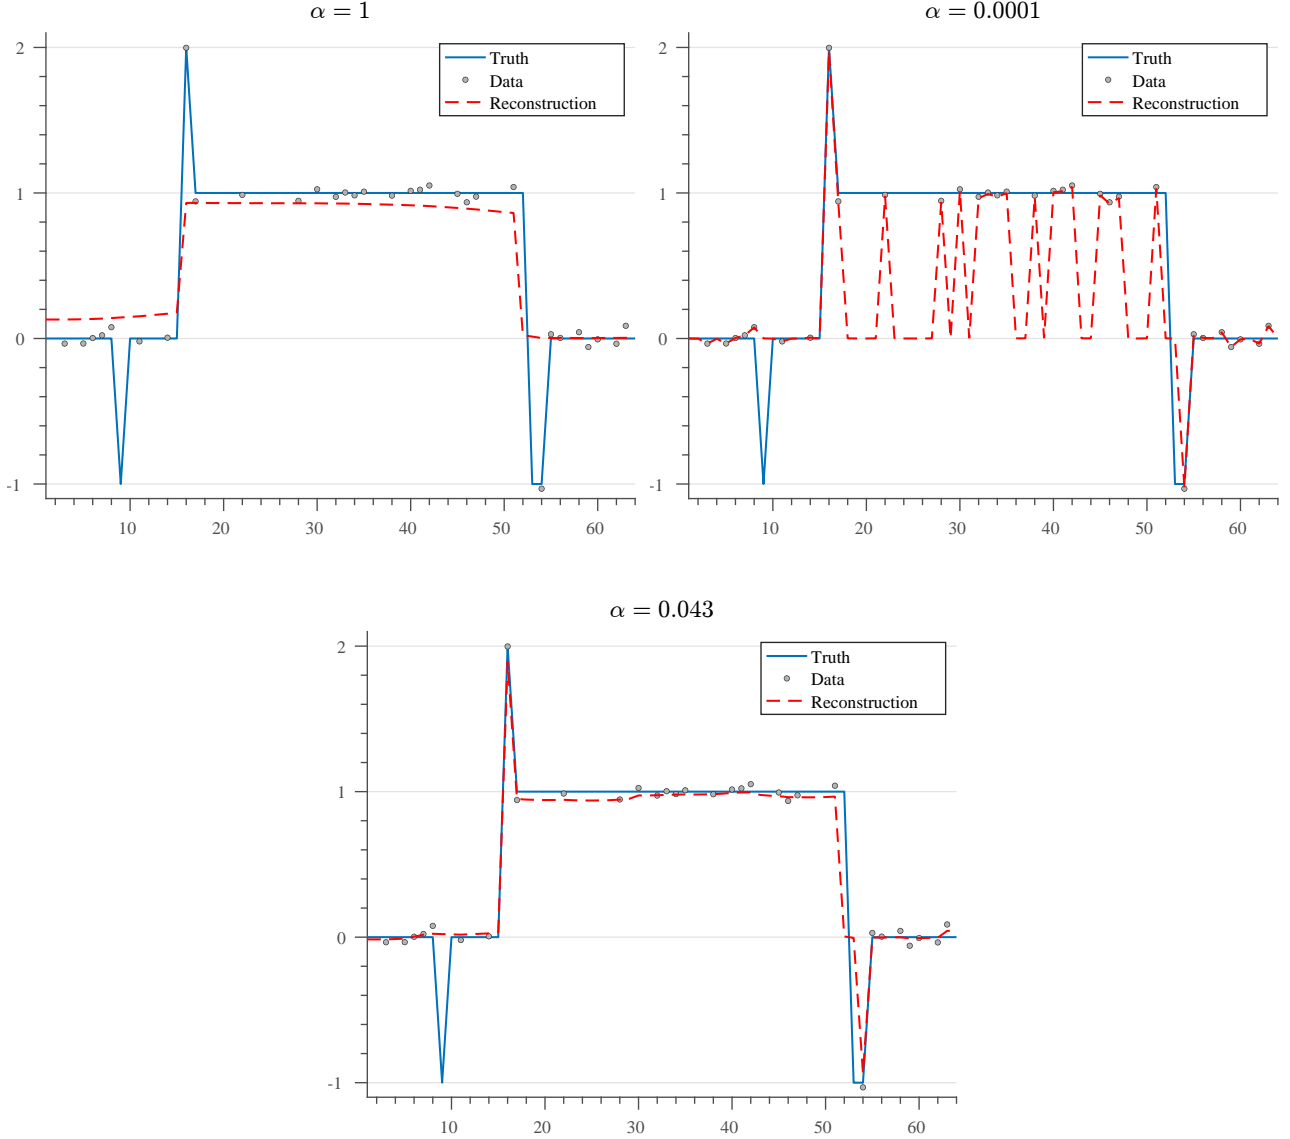 α = 1
2
1
0
-1
10 20 30 40 50 60
Truth
Data
Reconstruction
α = 0.0001
2
1
0
-1
10 20 30 40 50 60
Truth
Data
Reconstruction
α = 0.043
2
1
0
-1
10 20 30 40 50 60
Truth
Data
Reconstruction